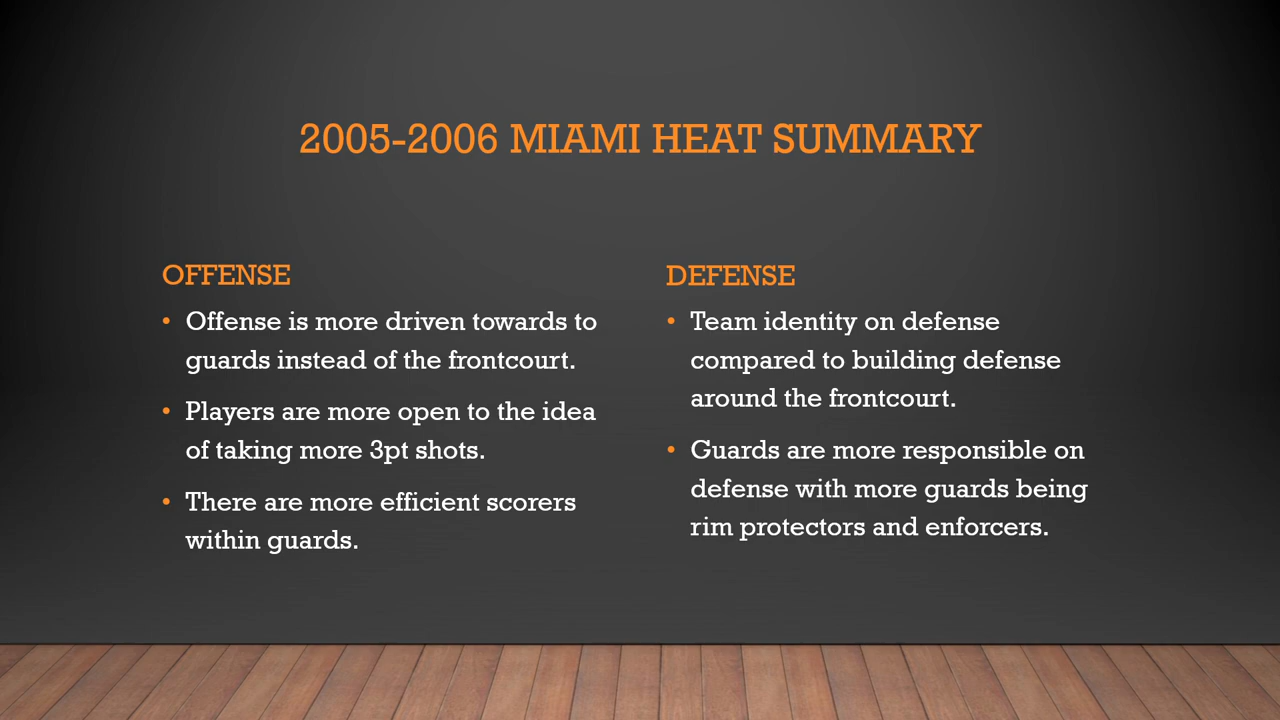 2005-2006 MIAMI HEAT SUMMARY
OFFENSE
• Offense is more driven towards to
guards instead of the frontcourt.
• Players are more open to the idea
of taking more 3pt shots.
• There are more efficient scorers
within guards.
DEFENSE
• Team identity on defense
compared to building defense
around the frontcourt.
• Guards are more responsible on
defense with more guards being
rim protectors and enforcers.